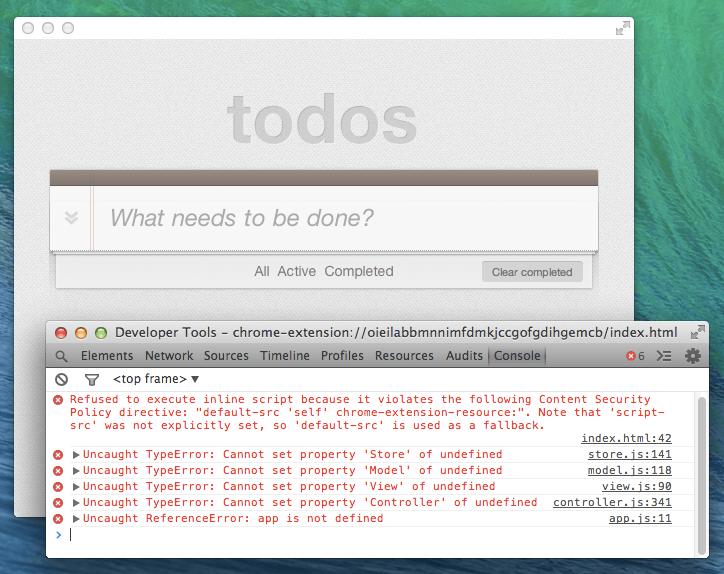 todos
What needs to be done?
All Active Completed
Clear completed
Developer Tools - chrome-extension://oieilabbmnnimfdmkjccgofgdihgemcb/index.html
Elements Network Sources Timeline Profiles Resources Audits Console 6
<top frame> ▼
Refused to execute inline script because it violates the following Content Security
Policy directive: "default-src 'self' chrome-extension-resource:". Note that 'script-
src' was not explicitly set, so 'default-src' is used as a fallback.
index.html:42
Uncaught TypeError: Cannot set property 'Store' of undefined store.js:141
Uncaught TypeError: Cannot set property 'Model' of undefined model.js:118
Uncaught TypeError: Cannot set property 'View' of undefined view.js:90
Uncaught TypeError: Cannot set property 'Controller' of undefined controller.js:341
Uncaught ReferenceError: app is not defined app.js:11